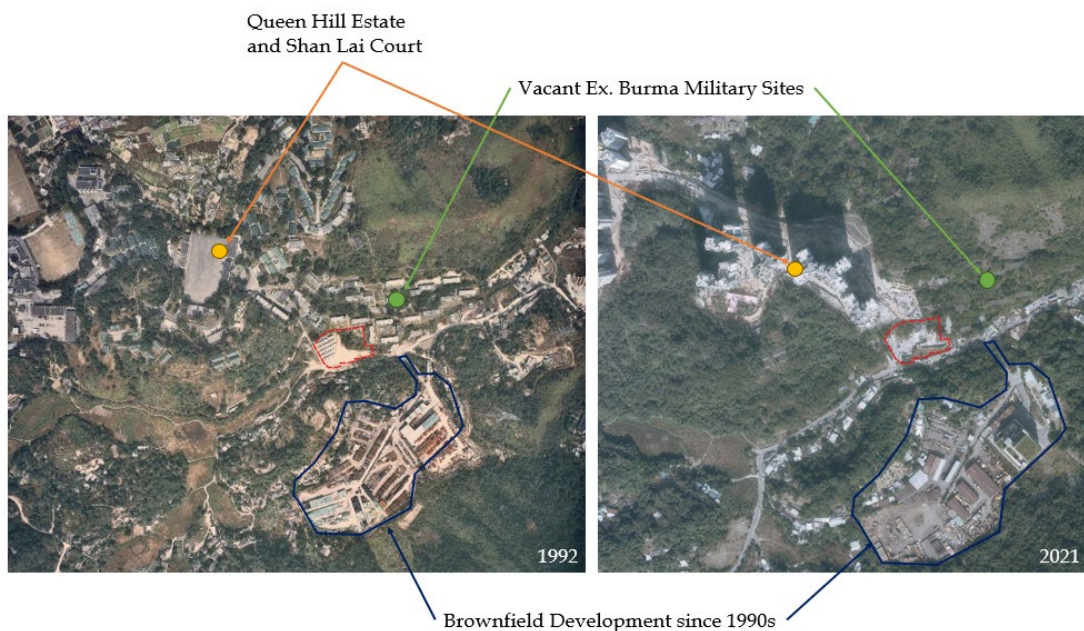 Queen Hill Estate
and Shan Lai Court
Vacant Ex. Burma Military Sites
1992
2021
Brownfield Development since 1990s